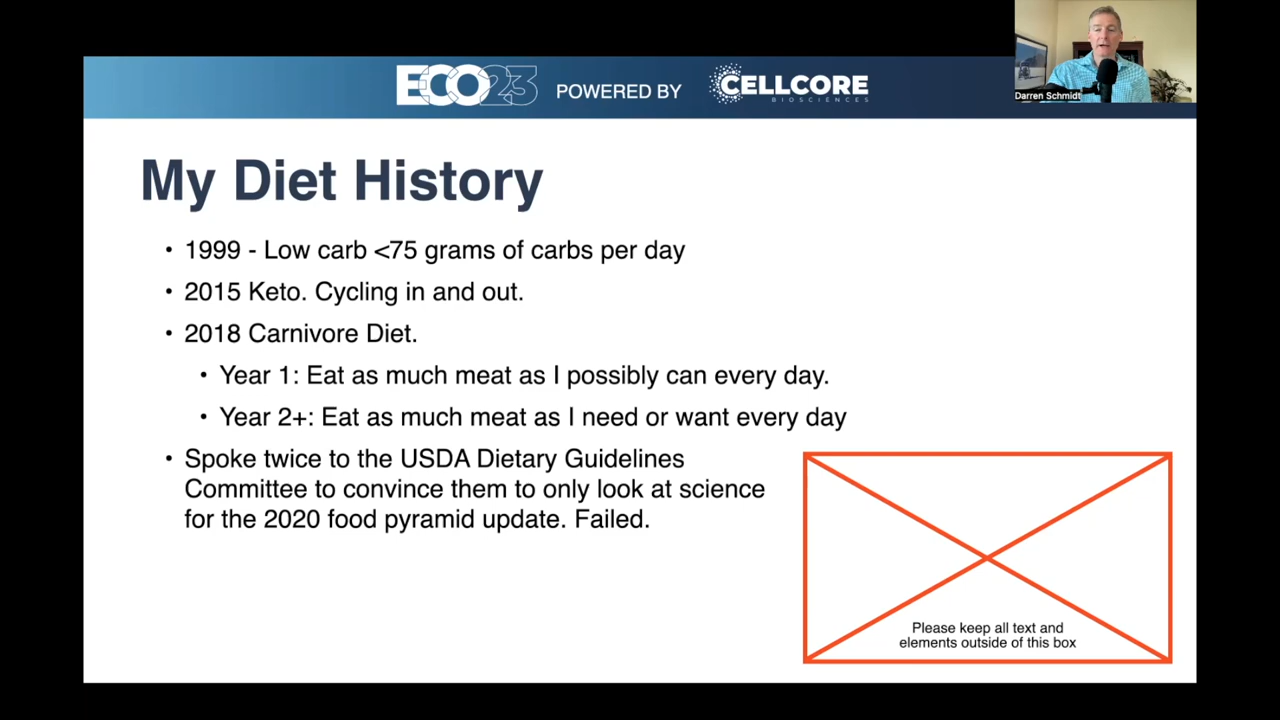 ECO23 POWERED BY CELLCORE
BIOSCIENCES
Darren Schmidt
My Diet History
• 1999 - Low carb <75 grams of carbs per day
• 2015 Keto. Cycling in and out.
• 2018 Carnivore Diet.
• Year 1: Eat as much meat as I possibly can every day.
• Year 2+: Eat as much meat as I need or want every day
• Spoke twice to the USDA Dietary Guidelines
Committee to convince them to only look at science
for the 2020 food pyramid update. Failed.
Please keep all text and
elements outside of this box